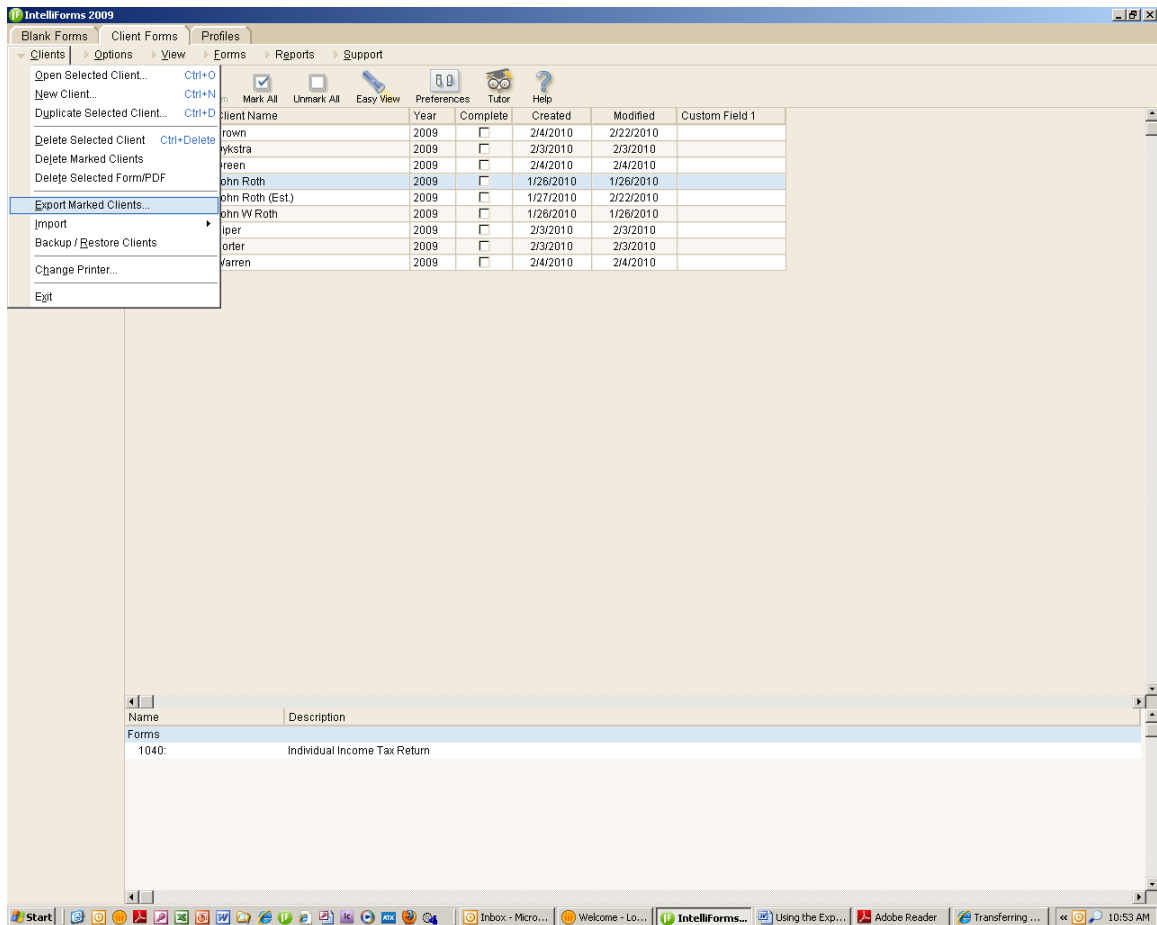 IntelliForms 2009
Blank Forms Client Forms Profiles
Clients Options View Forms Reports Support
Mark All Unmark All Easy View Preferences Tutor Help
Open Selected Client... Ctrl+O
New Client... Ctrl+N
Duplicate Selected Client... Ctrl+D
Delete Selected Client Ctrl+Delete
Delete Marked Clients
Delete Selected Form/PDF
Export Marked Clients...
Import
Backup / Restore Clients
Change Printer...
Exit
Client Name Year Complete Created Modified Custom Field 1
rown 2009 2/4/2010 2/22/2010
ykstra 2009 2/3/2010 2/3/2010
reen 2009 2/4/2010 2/4/2010
ohn Roth 2009 1/26/2010 1/26/2010
ohn Roth (Est.) 2009 1/27/2010 2/22/2010
ohn W Roth 2009 1/26/2010 1/26/2010
iper 2009 2/3/2010 2/3/2010
orter 2009 2/3/2010 2/3/2010
arren 2009 2/4/2010 2/4/2010
Name Description
Forms
1040: Individual Income Tax Return
Start Inbox - Micro... Welcome - Lo... IntelliForms... Using the Exp... Adobe Reader Transferring ... « 10:53 AM